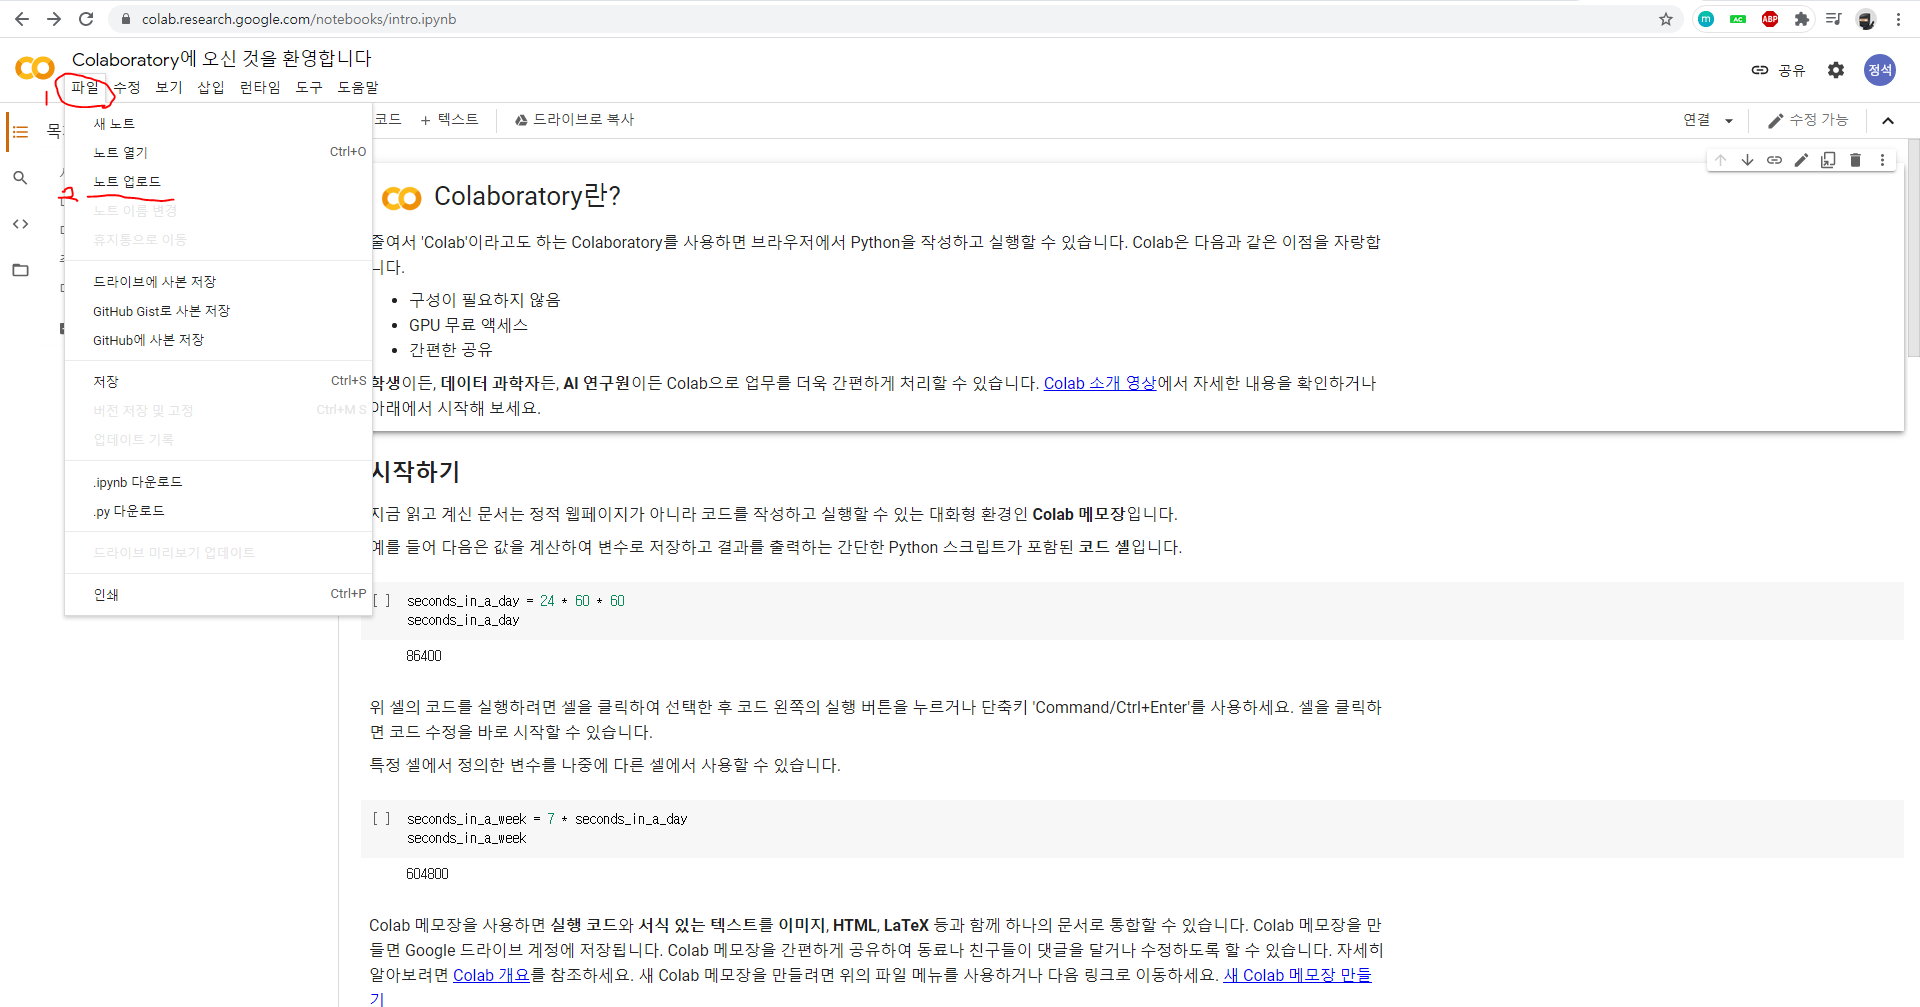 colab.research.google.com/notebooks/intro.ipynb
Colaboratory에 오신 것을 환영합니다
파일 수정 보기 삽입 런타임 도구 도움말
공유
정석
1
2
새 노트
노트 열기 Ctrl+O
노트 업로드
노트 이름 변경
휴지통으로 이동
드라이브에 사본 저장
GitHub Gist로 사본 저장
GitHub에 사본 저장
저장 Ctrl+S
버전 저장 및 고정 Ctrl+M S
업데이트 기록
.ipynb 다운로드
.py 다운로드
드라이브 미리보기 업데이트
인쇄 Ctrl+P
코드 + 텍스트 드라이브로 복사
연결 수정 가능
Colaboratory란?
줄여서 'Colab'이라고도 하는 Colaboratory를 사용하면 브라우저에서 Python을 작성하고 실행할 수 있습니다. Colab은 다음과 같은 이점을 자랑합
니다.
• 구성이 필요하지 않음
• GPU 무료 액세스
• 간편한 공유
학생이든, 데이터 과학자든, AI 연구원이든 Colab으로 업무를 더욱 간편하게 처리할 수 있습니다. Colab 소개 영상에서 자세한 내용을 확인하거나
아래에서 시작해 보세요.
시작하기
지금 읽고 계신 문서는 정적 웹페이지가 아니라 코드를 작성하고 실행할 수 있는 대화형 환경인 Colab 메모장입니다.
예를 들어 다음은 값을 계산하여 변수로 저장하고 결과를 출력하는 간단한 Python 스크립트가 포함된 코드 셀입니다.
[ ] seconds_in_a_day = 24 * 60 * 60
seconds_in_a_day
86400
위 셀의 코드를 실행하려면 셀을 클릭하여 선택한 후 코드 왼쪽의 실행 버튼을 누르거나 단축키 'Command/Ctrl+Enter'를 사용하세요. 셀을 클릭하
면 코드 수정을 바로 시작할 수 있습니다.
특정 셀에서 정의한 변수를 나중에 다른 셀에서 사용할 수 있습니다.
[ ] seconds_in_a_week = 7 * seconds_in_a_day
seconds_in_a_week
604800
Colab 메모장을 사용하면 실행 코드와 서식 있는 텍스트를 이미지, HTML, LaTeX 등과 함께 하나의 문서로 통합할 수 있습니다. Colab 메모장을 만
들면 Google 드라이브 계정에 저장됩니다. Colab 메모장을 간편하게 공유하여 동료나 친구들이 댓글을 달거나 수정하도록 할 수 있습니다. 자세히
알아보려면 Colab 개요를 참조하세요. 새 Colab 메모장을 만들려면 위의 파일 메뉴를 사용하거나 다음 링크로 이동하세요. 새 Colab 메모장 만들
기